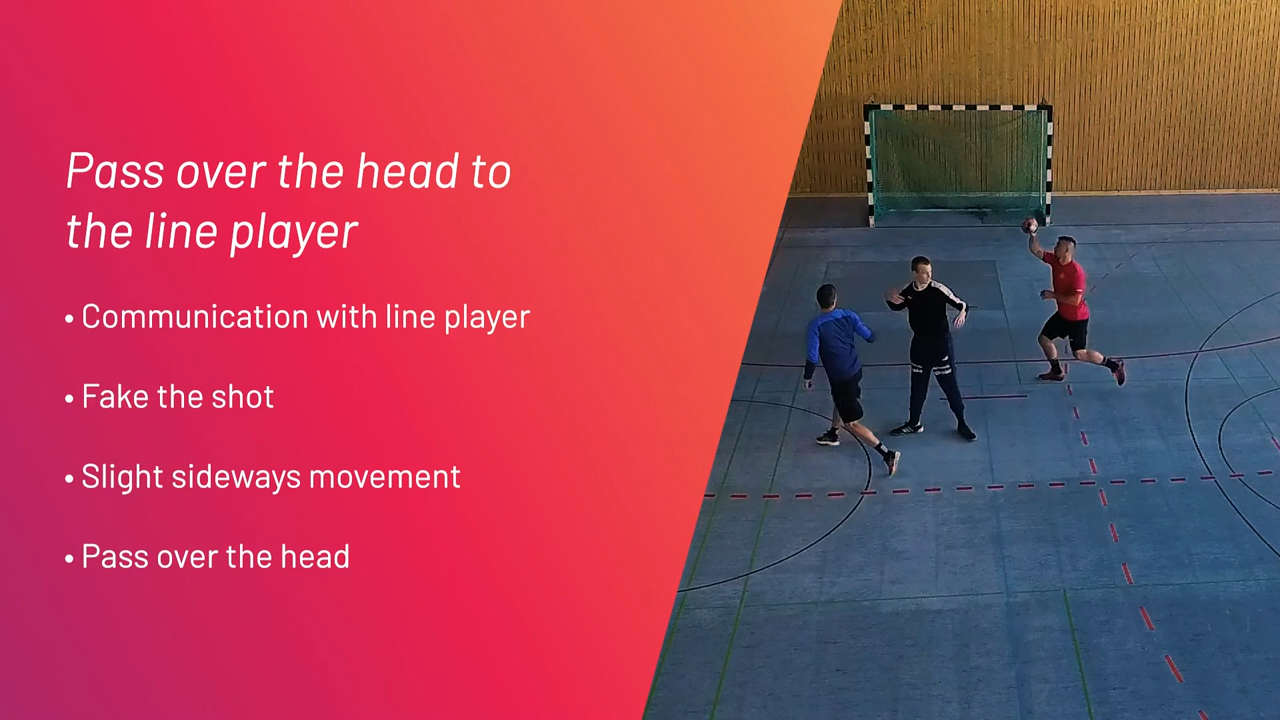 Pass over the head to
the line player
• Communication with line player
• Fake the shot
• Slight sideways movement
• Pass over the head